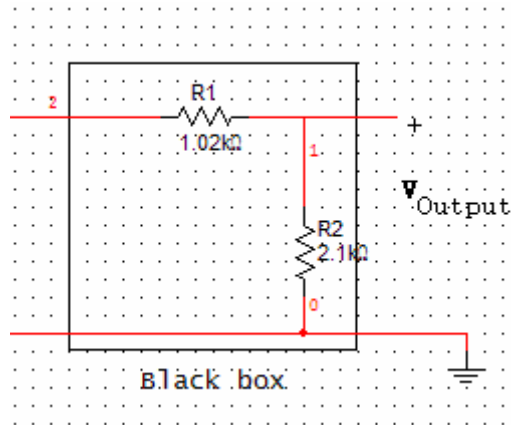 2
R1
1.02kΩ
+
1
V Output
R2
2.1kΩ
0
Black box